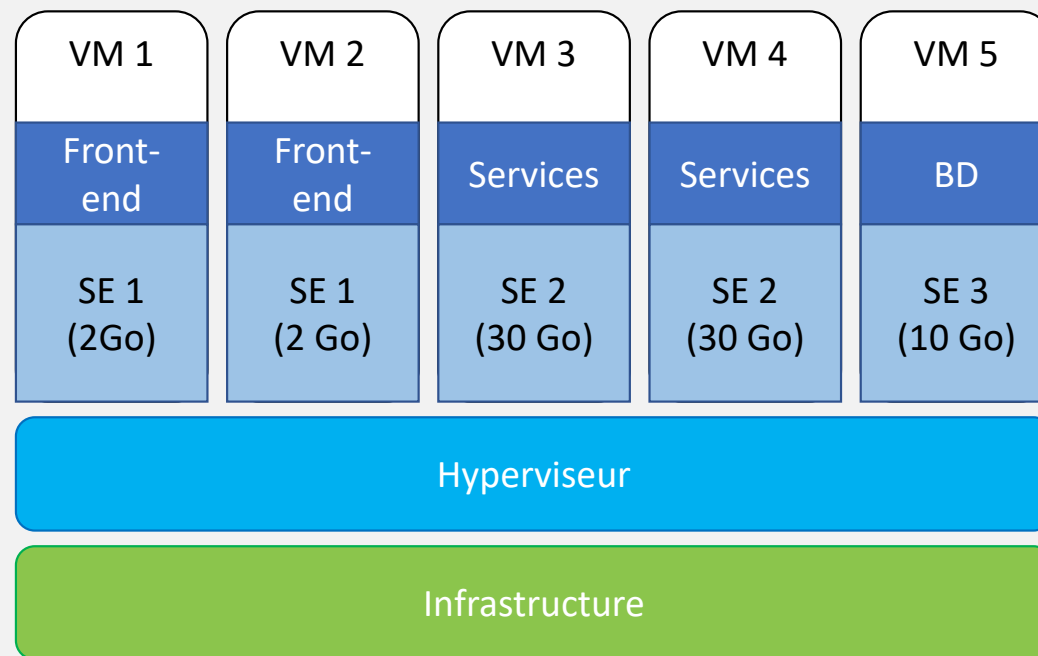 VM 1
VM 2
VM 3
VM 4
VM 5
Front-
end
Front-
end
Services
Services
BD
SE 1
(2Go)
SE 1
(2 Go)
SE 2
(30 Go)
SE 2
(30 Go)
SE 3
(10 Go)
Hyperviseur
Infrastructure